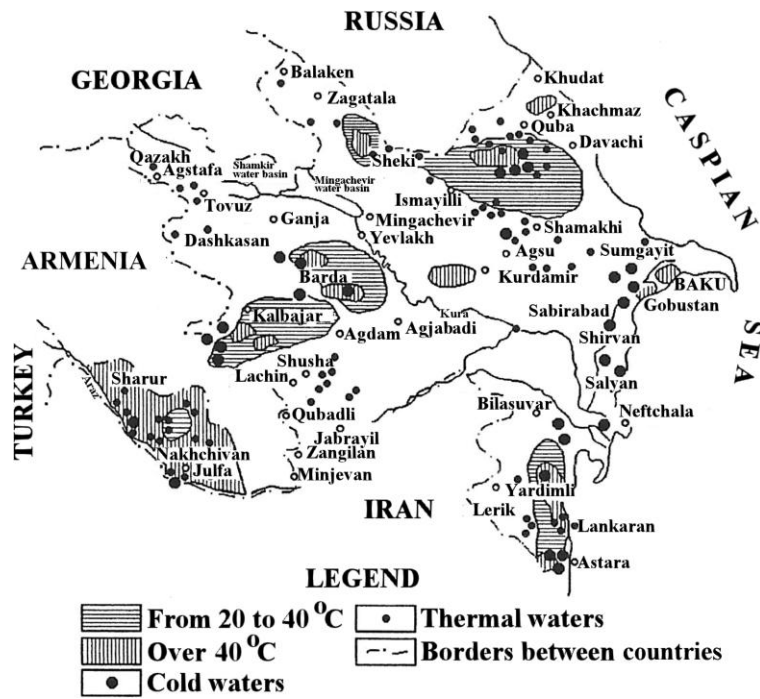 RUSSIA
GEORGIA
Balaken
Khudat
Zagatala
Khachmaz
Quba
Davachi
CASPIAN
Qazakh
Agstafa
Shamkir
water basin
Mingachevir
water basin
Sheki
Tovuz
Ismayilli
Ganja
Mingachevir
Shamakhi
Yevlakh
Dashkasan
Agsu
Sumgayit
ARMENIA
Barda
Kurdamir
BAKU
Gobustan
Sabirabad
Kalbajar
Kura
Agdam
Agjabadi
Shirvan
SEA
Shusha
TURKEY
Araz
Sharur
Lachin
Salyan
Qubadli
Bilasuvar
Neftchala
Jabrayil
Nakhchivan
Zangilan
Julfa
Minjevan
IRAN
Yardimli
Lerik
Lankaran
Astara
LEGEND
From 20 to 40 °C
Thermal waters
Over 40 °C
Borders between countries
Cold waters